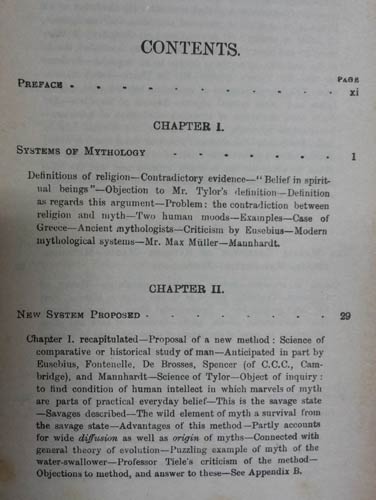 CONTENTS.
PAGE
PREFACE - - - - - - - - - xi
CHAPTER I.
SYSTEMS OF MYTHOLOGY - - - - - - 1
Definitions of religion—Contradictory evidence—"Belief in spirit-
ual beings"—Objection to Mr. Tylor's definition—Definition
as regards this argument—Problem: the contradiction between
religion and myth—Two human moods—Examples—Case of
Greece—Ancient mythologists—Criticism by Eusebius—Modern
mythological systems—Mr. Max Müller—Mannhardt.
CHAPTER II.
NEW SYSTEM PROPOSED - - - - - - - 29
Chapter I. recapitulated—Proposal of a new method: Science of
comparative or historical study of man—Anticipated in part by
Eusebius, Fontenelle, De Brosses, Spencer (of C.C.C., Cam-
bridge), and Mannhardt—Science of Tylor—Object of inquiry:
to find condition of human intellect in which marvels of myth
are parts of practical everyday belief—This is the savage state
—Savages described—The wild element of myth a survival from
the savage state—Advantages of this method—Partly accounts
for wide diffusion as well as origin of myths—Connected with
general theory of evolution—Puzzling example of myth of the
water-swallower—Professor Tiele's criticism of the method—
Objections to method, and answer to these—See Appendix B.